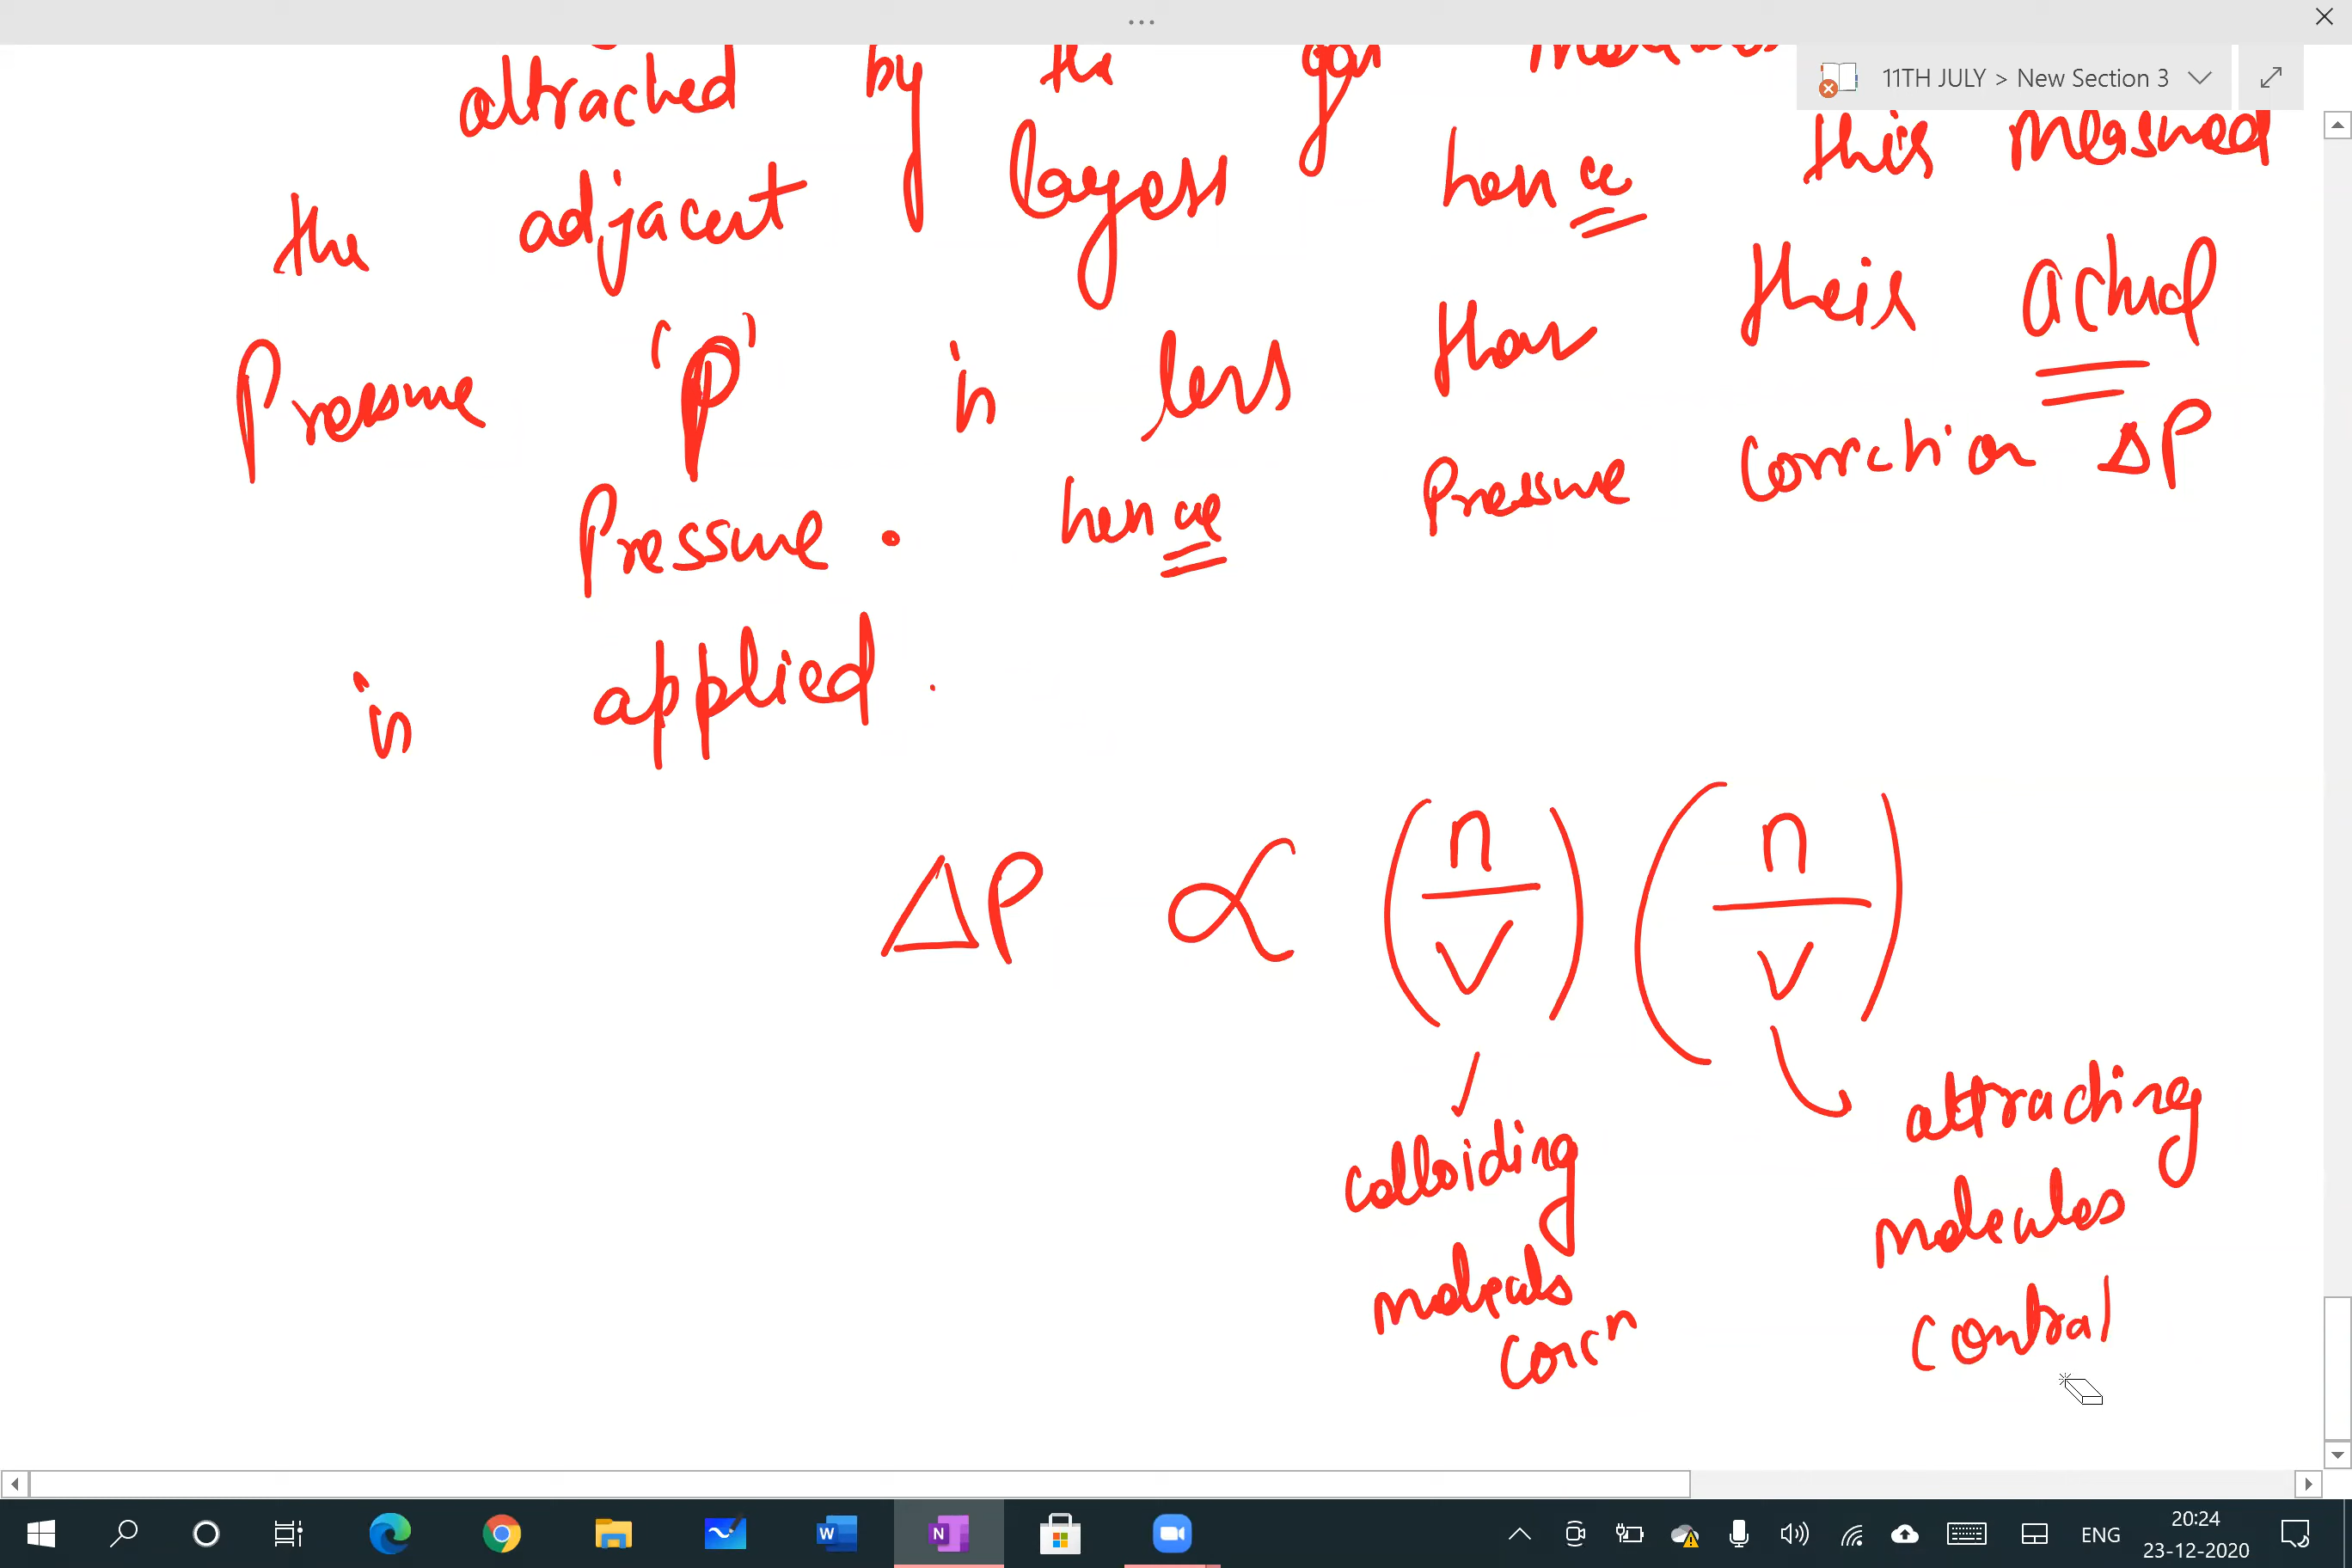 ...
11TH JULY > New Section 3
attracted by the gas
the adjacent layers hence this measured
Pressure 'P' is less than their actual
Pressure. hence Pressure Correction ΔP
is applied.
ΔP ∝ (n/V) (n/V)
colloiding attracting
molecules molecules
concn (contral
W N
ENG 20:24
23-12-2020